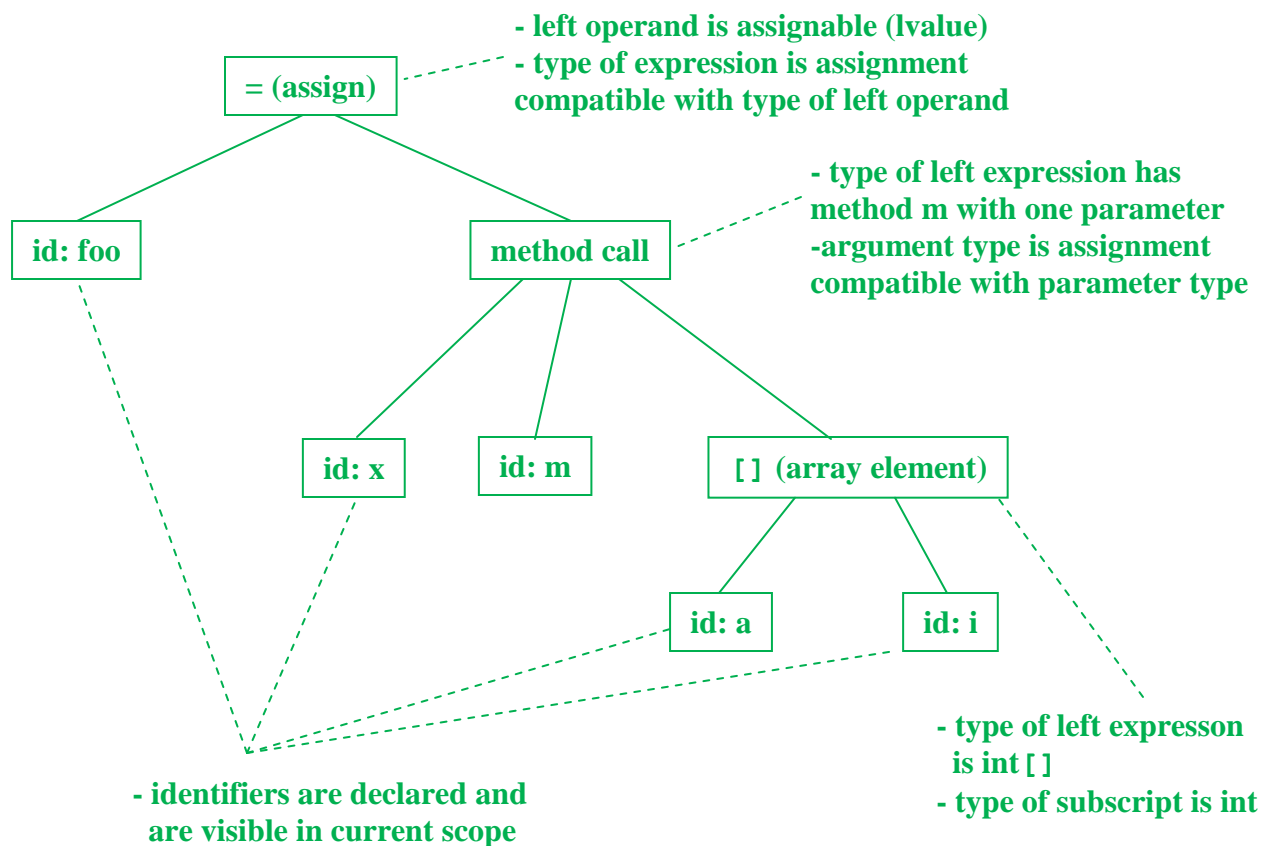 - left operand is assignable (lvalue)
- type of expression is assignment
compatible with type of left operand
= (assign)
- type of left expression has
method m with one parameter
-argument type is assignment
compatible with parameter type
id: foo
method call
id: x
id: m
[] (array element)
id: a
id: i
- type of left expresson
is int[]
- type of subscript is int
- identifiers are declared and
are visible in current scope